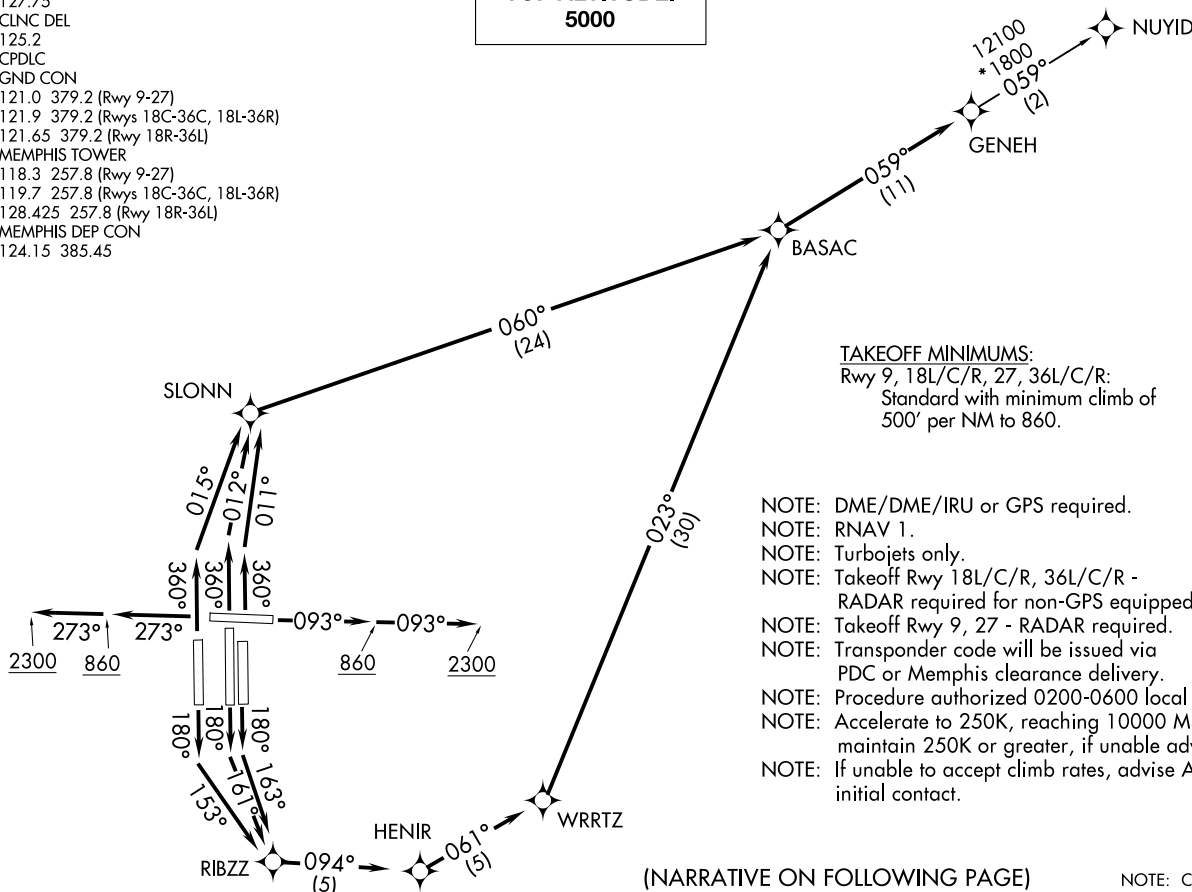 127.75
CLNC DEL
125.2
CPDLC
GND CON
121.0 379.2 (Rwy 9-27)
121.9 379.2 (Rwys 18C-36C, 18L-36R)
121.65 379.2 (Rwy 18R-36L)
MEMPHIS TOWER
118.3 257.8 (Rwy 9-27)
119.7 257.8 (Rwys 18C-36C, 18L-36R)
128.425 257.8 (Rwy 18R-36L)
MEMPHIS DEP CON
124.15 385.45
5000
NUYID
12100
*1800
059°
(2)
GENEH
059°
(11)
BASAC
060°
(24)
SLONN
023°
(30)
015°
012°
011°
360°
360°
360°
273°
273°
2300
860
093°
093°
860
2300
180°
180°
180°
153°
161°
163°
RIBZZ
094°
(5)
HENIR
061°
(5)
WRRTZ
TAKEOFF MINIMUMS:
Rwy 9, 18L/C/R, 27, 36L/C/R:
Standard with minimum climb of
500' per NM to 860.
NOTE: DME/DME/IRU or GPS required.
NOTE: RNAV 1.
NOTE: Turbojets only.
NOTE: Takeoff Rwy 18L/C/R, 36L/C/R -
RADAR required for non-GPS equipped
NOTE: Takeoff Rwy 9, 27 - RADAR required.
NOTE: Transponder code will be issued via
PDC or Memphis clearance delivery.
NOTE: Procedure authorized 0200-0600 local
NOTE: Accelerate to 250K, reaching 10000 M
maintain 250K or greater, if unable adv
NOTE: If unable to accept climb rates, advise A
initial contact.
(NARRATIVE ON FOLLOWING PAGE)
NOTE: C